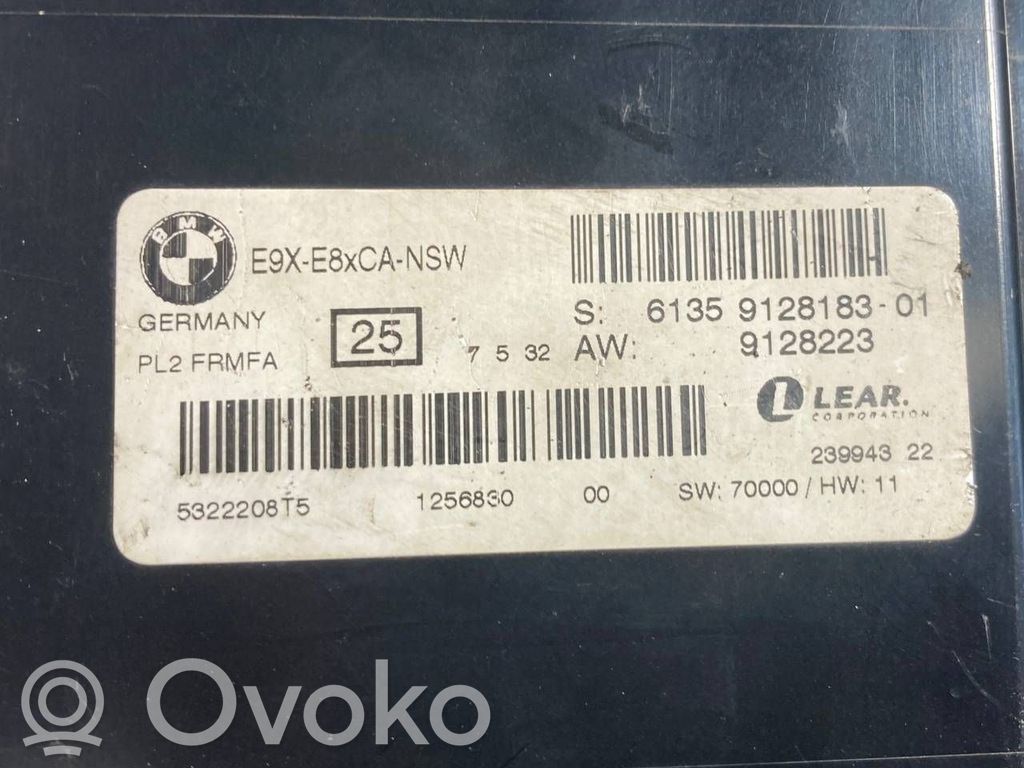 BMW
E9X-E8xCA-NSW
GERMANY
PL2 FRMFA
25
7 5 32
S: 6135 9128183-01
AW: 9128223
LEAR.
CORPORATION
239943 22
5322208T5 1256830 00 SW: 70000 / HW: 11
Ovoko